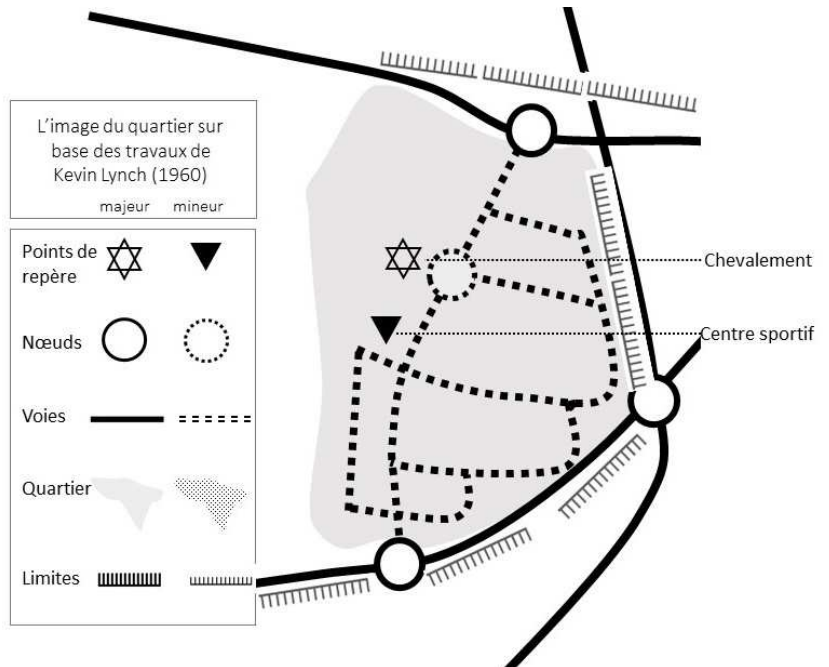 L'image du quartier sur
base des travaux de
Kevin Lynch (1960)
majeur mineur
Points de
repère
Nœuds
Voies
Quartier
Limites
Chevalement
Centre sportif